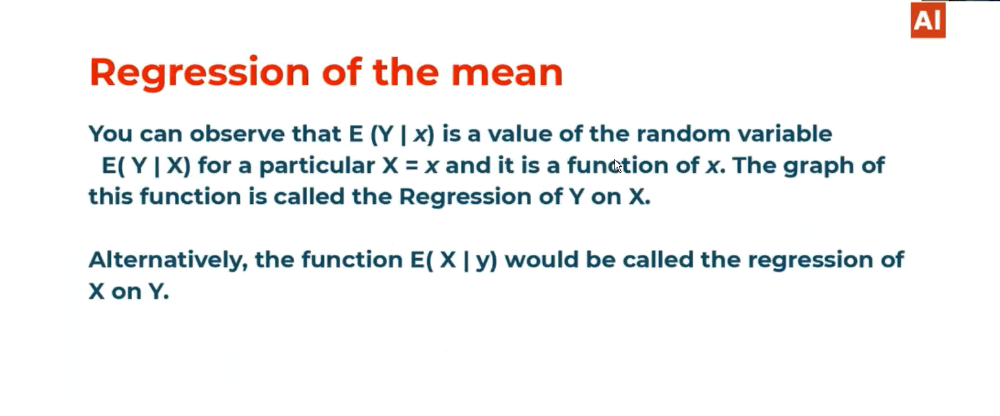 AI
Regression of the mean
You can observe that E (Y | x) is a value of the random variable
E( Y | X) for a particular X = x and it is a function of x. The graph of
this function is called the Regression of Y on X.
Alternatively, the function E( X | y) would be called the regression of
X on Y.